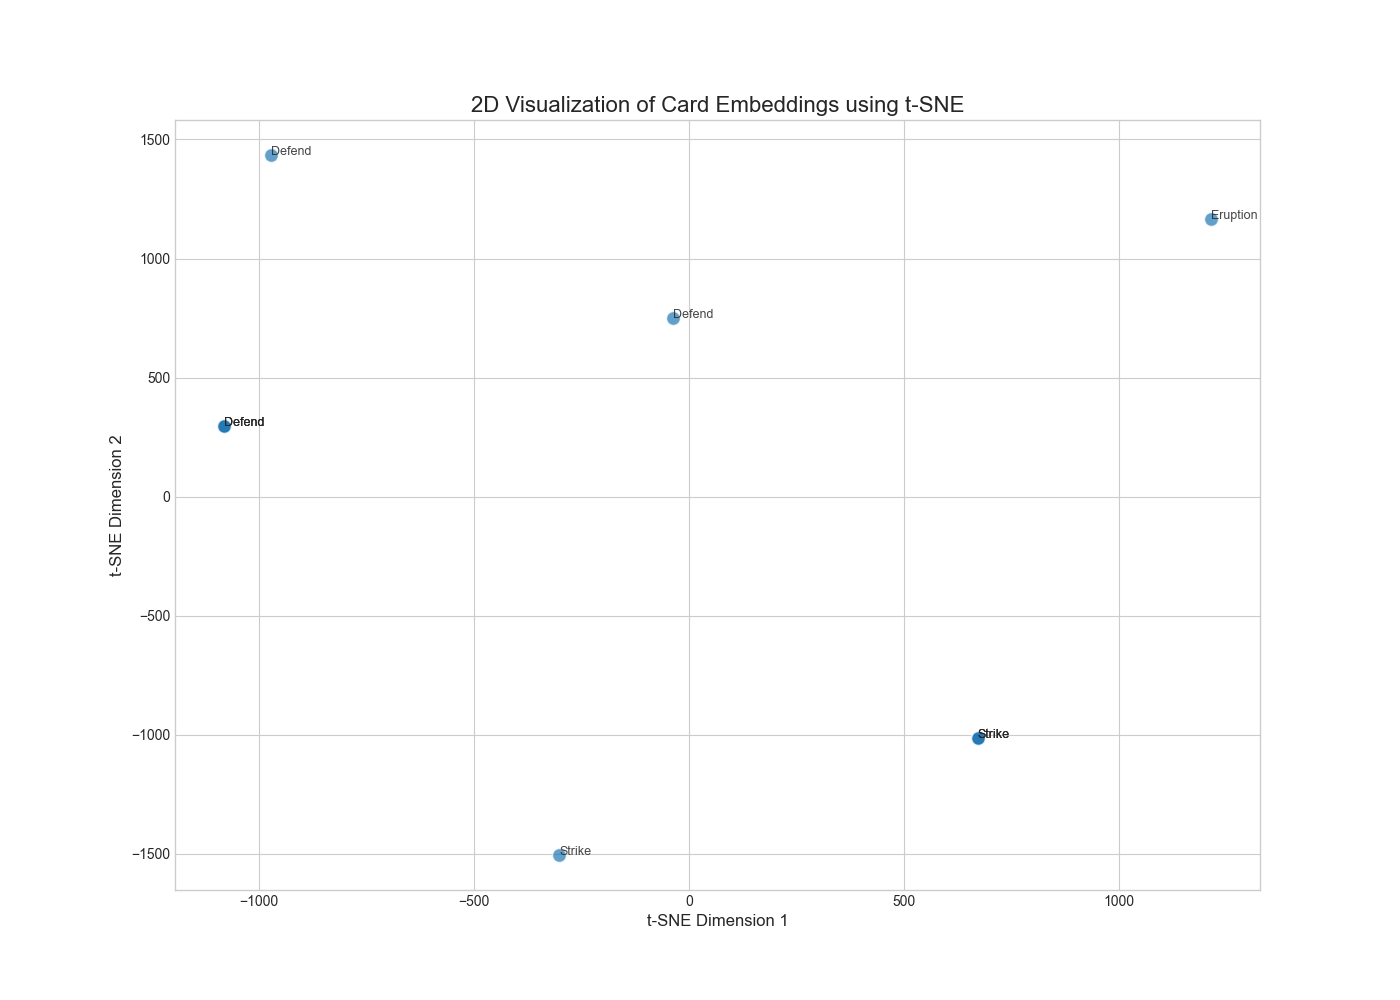 2D Visualization of Card Embeddings using t-SNE
1500
1000
500
0
−500
−1000
−1500
t-SNE Dimension 2
Defend
Eruption
Defend
Defend
Strike
Strike
−1000
−500
0
500
1000
t-SNE Dimension 1